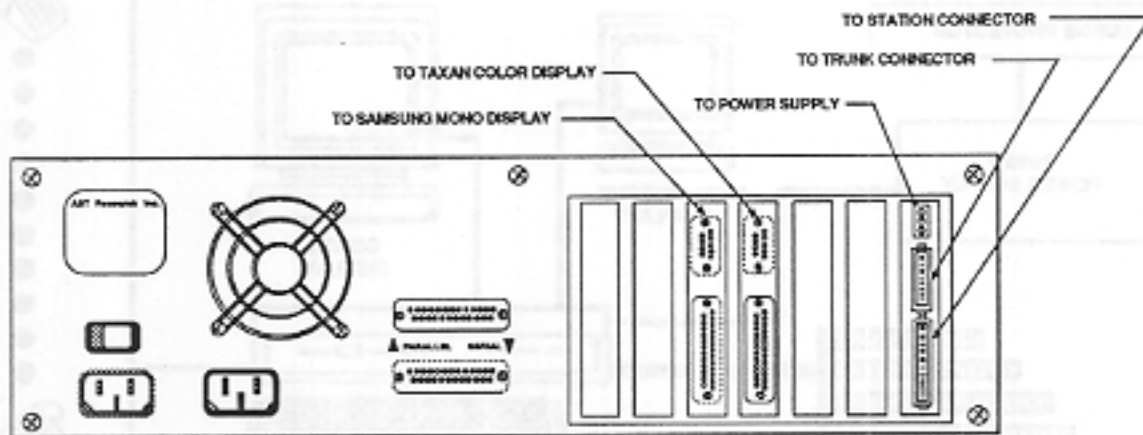 TO STATION CONNECTOR
TO TRUNK CONNECTOR
TO TAXAN COLOR DISPLAY
TO POWER SUPPLY
TO SAMSUNG MONO DISPLAY
AST Research Inc.
PARALLEL SERIAL